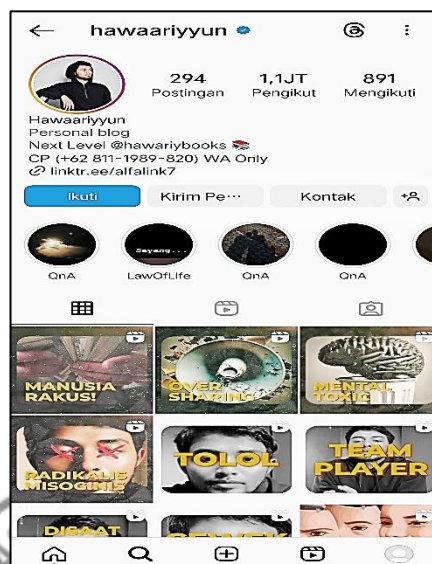 hawaariyyun
294 1,1JT 891
Postingan Pengikut Mengikuti
Hawaariyyun
Personal blog
Next Level @hawariybooks 📚
CP (+62 811-1989-820) WA Only
linktr.ee/alfalink7
Ikuti Kirim Pe··· Kontak
Sayang...
QnA LawOfLife QnA QnA
MANUSIA RAKUS!
OVER SHARING
MENTAL TOXIC
RADIKALIS MISOGINIS
TOLOL
TEAM PLAYER
DISAAT
CEWEK